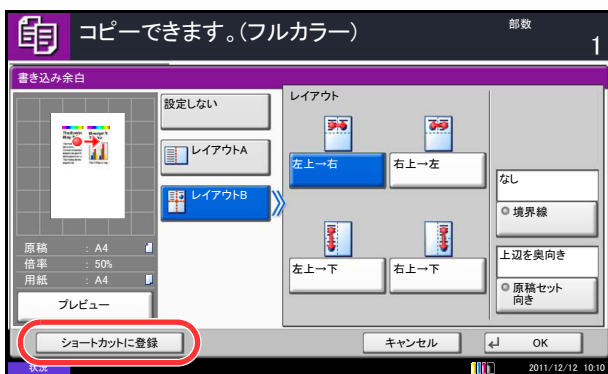 コピーできます。(フルカラー)
部数
1
書き込み余白
設定しない
レイアウトA
レイアウトB
レイアウト
左上→右
右上→左
左上→下
右上→下
なし
境界線
上辺を奥向き
原稿セット
向き
原稿 : A4
倍率 : 50%
用紙 : A4
プレビュー
ショートカットに登録
キャンセル
OK
状況
2011/12/12 10:10